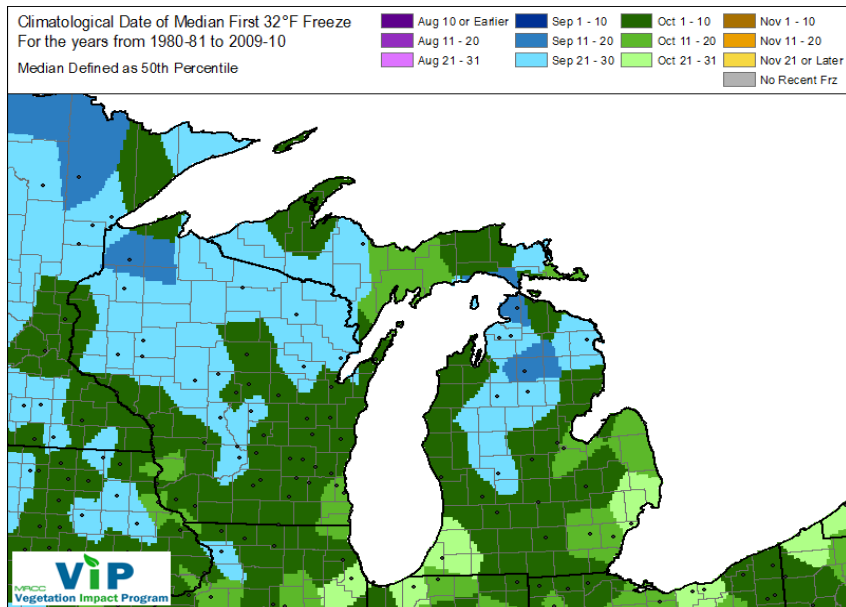 Climatological Date of Median First 32°F Freeze
For the years from 1980-81 to 2009-10
Median Defined as 50th Percentile
Aug 10 or Earlier
Aug 11 - 20
Aug 21 - 31
Sep 1 - 10
Sep 11 - 20
Sep 21 - 30
Oct 1 - 10
Oct 11 - 20
Oct 21 - 31
Nov 1 - 10
Nov 11 - 20
Nov 21 or Later
No Recent Frz
MRCC
ViP
Vegetation Impact Program